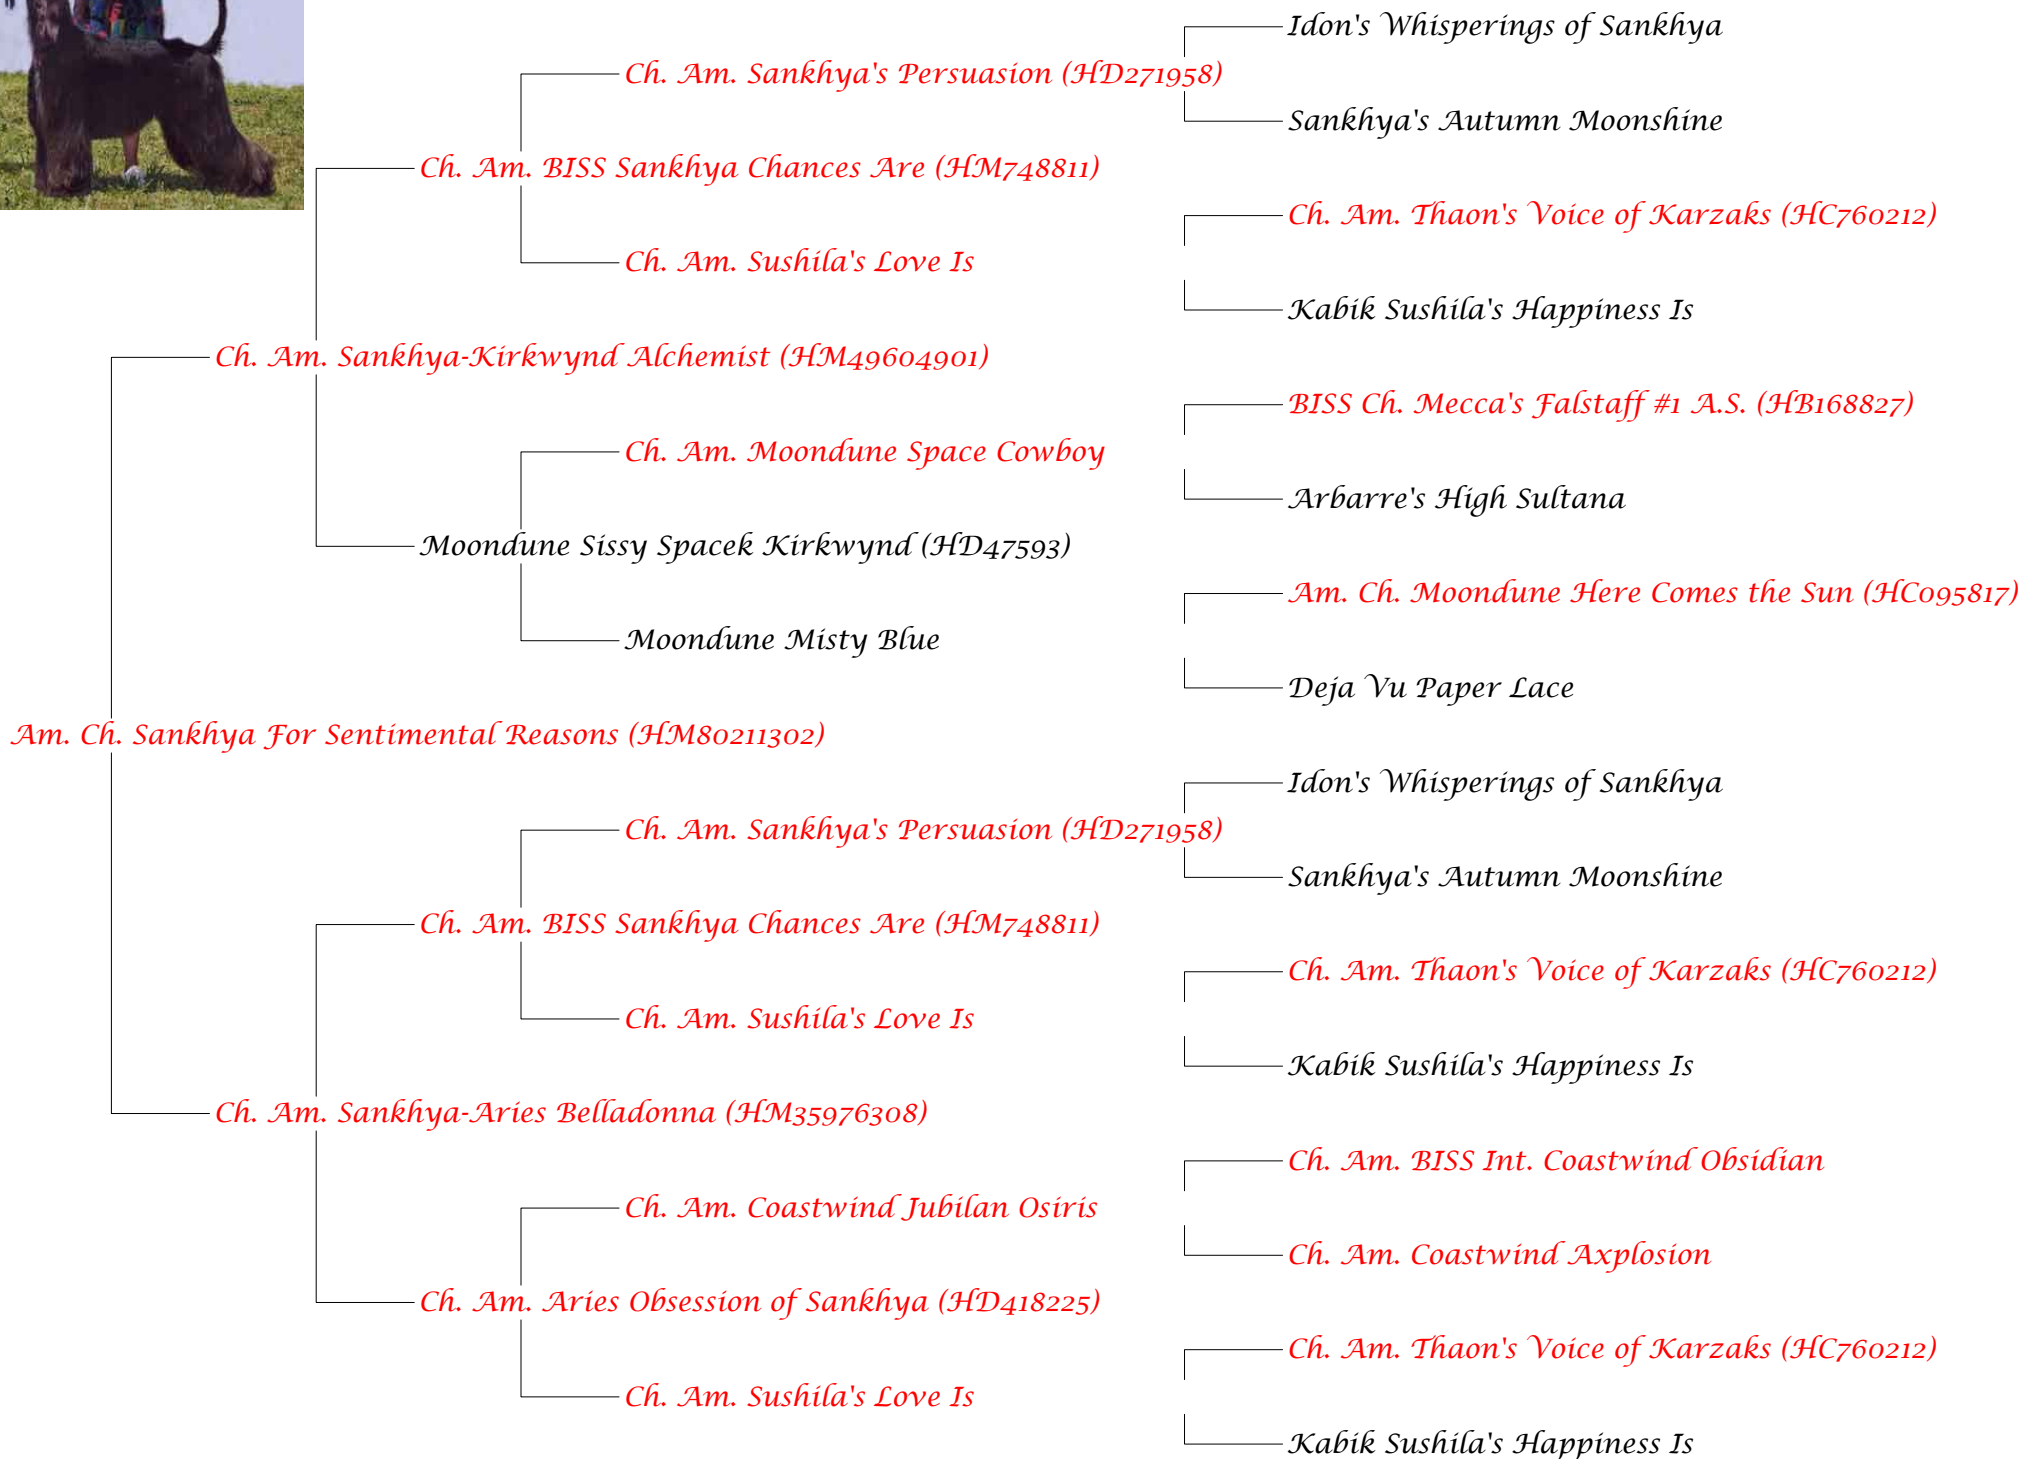 Idon's Whisperings of Sankhya
Ch. Am. Sankhya's Persuasion (HD271958)
Sankhya's Autumn Moonshine
Ch. Am. BISS Sankhya Chances Are (HM748811)
Ch. Am. Thaon's Voice of Karzaks (HC760212)
Ch. Am. Sushila's Love Is
Kabik Sushila's Happiness Is
Ch. Am. Sankhya-Kirkwynd Alchemist (HM49604901)
BISS Ch. Mecca's Falstaff #1 A.S. (HB168827)
Ch. Am. Moondune Space Cowboy
Arbarre's High Sultana
Moondune Sissy Spacek Kirkwynd (HD47593)
Am. Ch. Moondune Here Comes the Sun (HC095817)
Moondune Misty Blue
Deja Vu Paper Lace
Am. Ch. Sankhya For Sentimental Reasons (HM80211302)
Idon's Whisperings of Sankhya
Ch. Am. Sankhya's Persuasion (HD271958)
Sankhya's Autumn Moonshine
Ch. Am. BISS Sankhya Chances Are (HM748811)
Ch. Am. Thaon's Voice of Karzaks (HC760212)
Ch. Am. Sushila's Love Is
Kabik Sushila's Happiness Is
Ch. Am. Sankhya-Aries Belladonna (HM35976308)
Ch. Am. BISS Int. Coastwind Obsidian
Ch. Am. Coastwind Jubilan Osiris
Ch. Am. Coastwind Axplosion
Ch. Am. Aries Obsession of Sankhya (HD418225)
Ch. Am. Thaon's Voice of Karzaks (HC760212)
Ch. Am. Sushila's Love Is
Kabik Sushila's Happiness Is